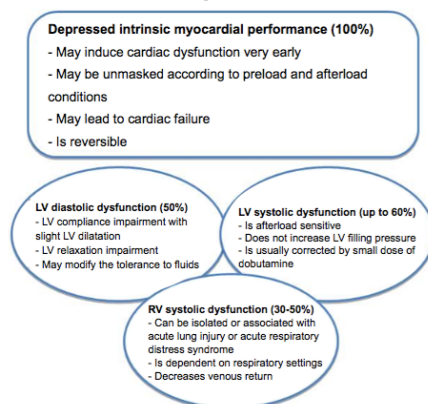 Depressed intrinsic myocardial performance (100%)
- May induce cardiac dysfunction very early
- May be unmasked according to preload and afterload
conditions
- May lead to cardiac failure
- Is reversible
LV diastolic dysfunction (50%)
- LV compliance impairment with
slight LV dilatation
- LV relaxation impairment
- May modify the tolerance to fluids
LV systolic dysfunction (up to 60%)
- Is afterload sensitive
- Does not increase LV filling pressure
- Is usually corrected by small dose of
dobutamine
RV systolic dysfunction (30-50%)
- Can be isolated or associated with
acute lung injury or acute respiratory
distress syndrome
- Is dependent on respiratory settings
- Decreases venous return